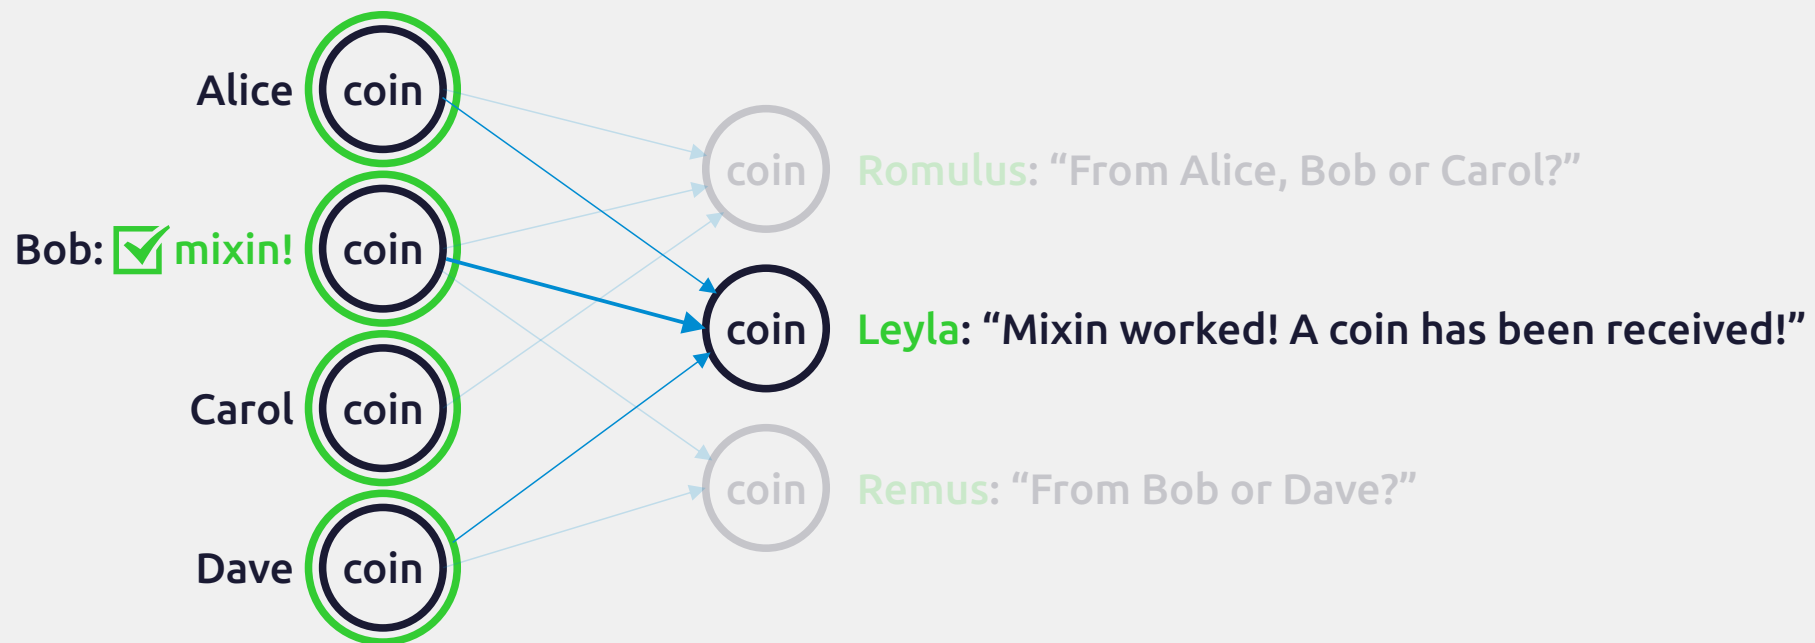 Alice coin
coin Romulus: “From Alice, Bob or Carol?”
Bob: mixin! coin
coin Leyla: “Mixin worked! A coin has been received!”
Carol coin
coin Remus: “From Bob or Dave?”
Dave coin